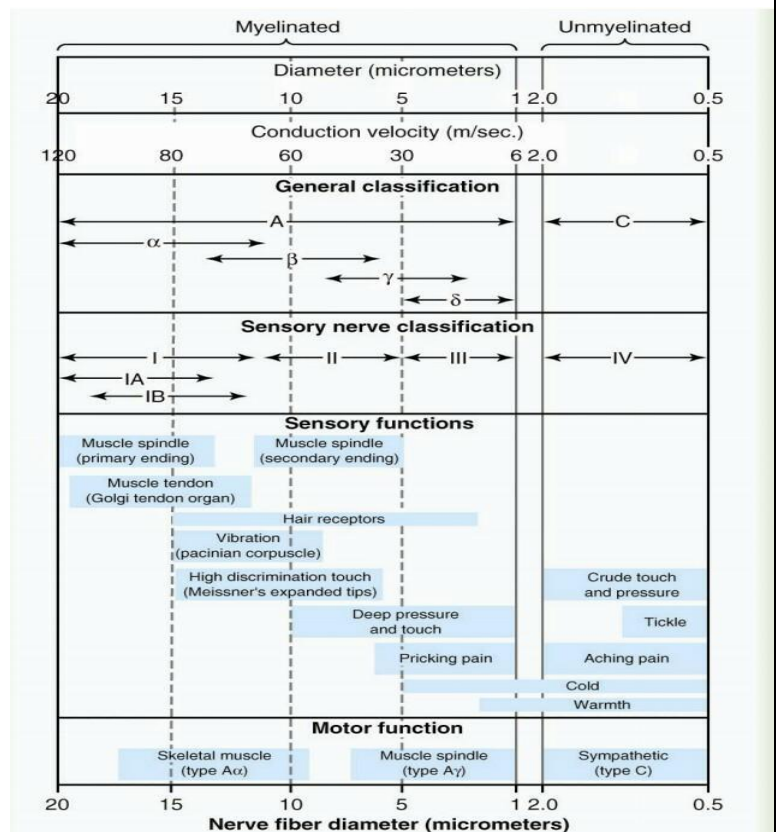 Myelinated Unmyelinated
Diameter (micrometers)
20 15 10 5 1 2.0 0.5
Conduction velocity (m/sec.)
120 80 60 30 6 2.0 0.5
General classification
A C
α
β
γ
δ
Sensory nerve classification
I II III IV
IA
IB
Sensory functions
Muscle spindle Muscle spindle
(primary ending) (secondary ending)
Muscle tendon
(Golgi tendon organ)
Hair receptors
Vibration
(pacinian corpuscle)
High discrimination touch Crude touch
(Meissner's expanded tips) and pressure
Deep pressure
and touch
Tickle
Pricking pain Aching pain
Cold
Warmth
Motor function
Skeletal muscle Muscle spindle Sympathetic
(type Aα) (type Aγ) (type C)
20 15 10 5 1 2.0 0.5
Nerve fiber diameter (micrometers)